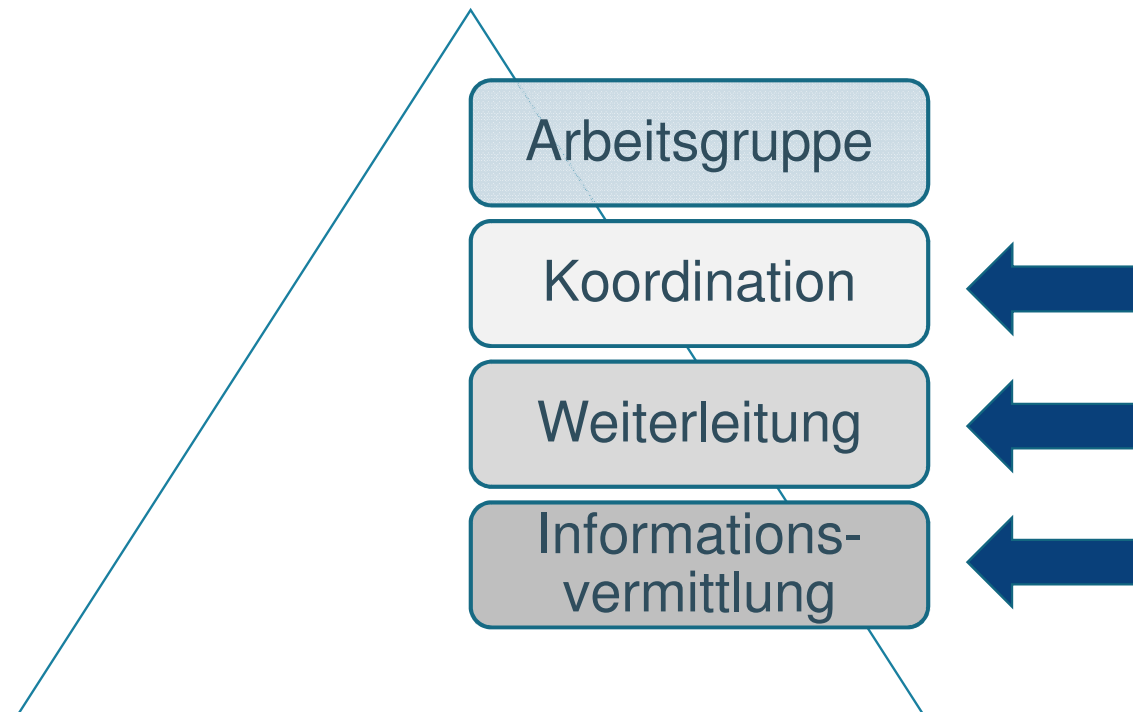 Arbeitsgruppe
Koordination
Weiterleitung
Informations-
vermittlung